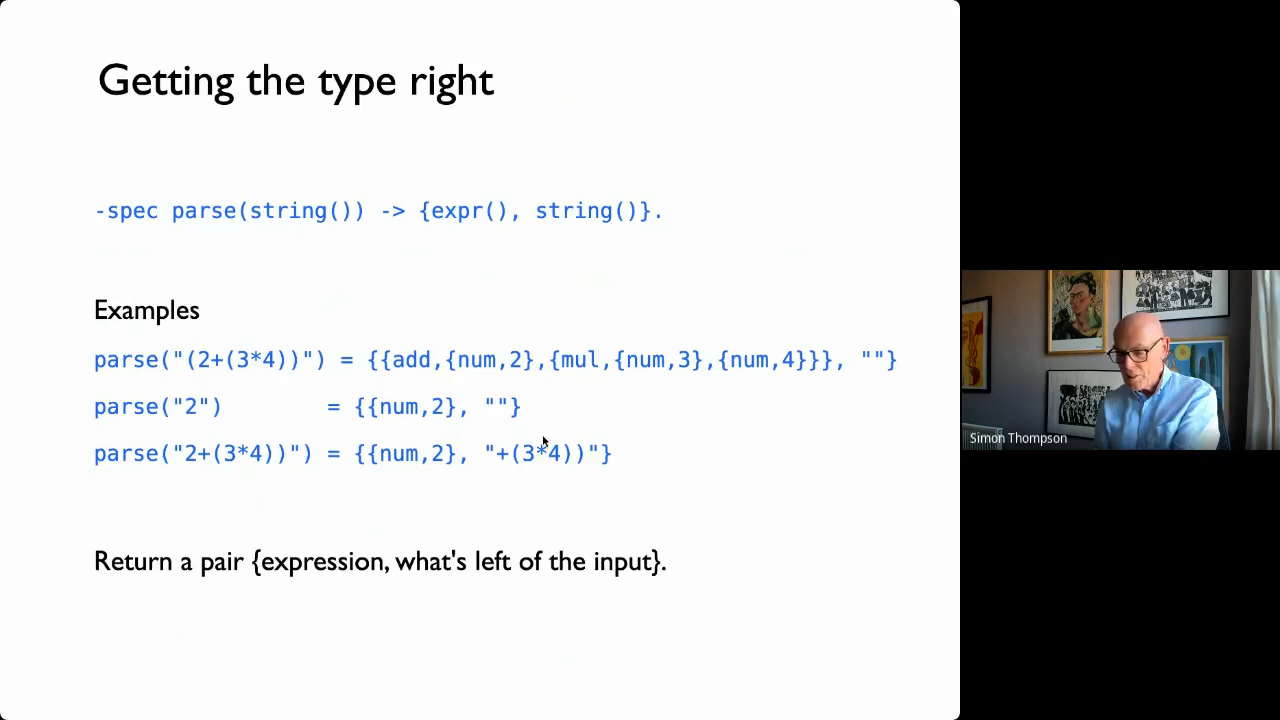 Getting the type right
-spec parse(string()) -> {expr(), string()}.
Examples
parse("(2+(3*4))") = {{add,{num,2},{mul,{num,3},{num,4}}}, ""}
parse("2")        = {{num,2}, ""}
parse("2+(3*4))") = {{num,2}, "+(3*4))"}
Return a pair {expression, what's left of the input}.
Simon Thompson